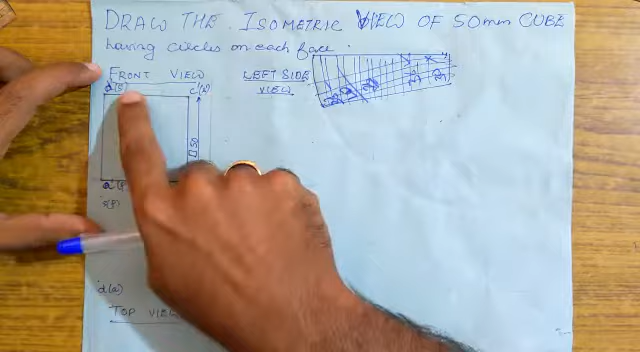 DRAW THE ISOMETRIC VIEW OF 50mm CUBE
having circles on each face.
FRONT VIEW
LEFT SIDE
VIEW
□ 50
d(a)
TOP VIEW